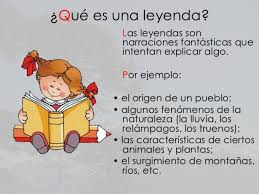 ¿Qué es una leyenda?
Las leyendas son
narraciones fantásticas que
intentan explicar algo.
Por ejemplo:
• el origen de un pueblo;
• algunos fenómenos de la
naturaleza (la lluvia, los
relámpagos, los truenos);
• las características de ciertos
animales y plantas;
• el surgimiento de montañas,
ríos, etc.